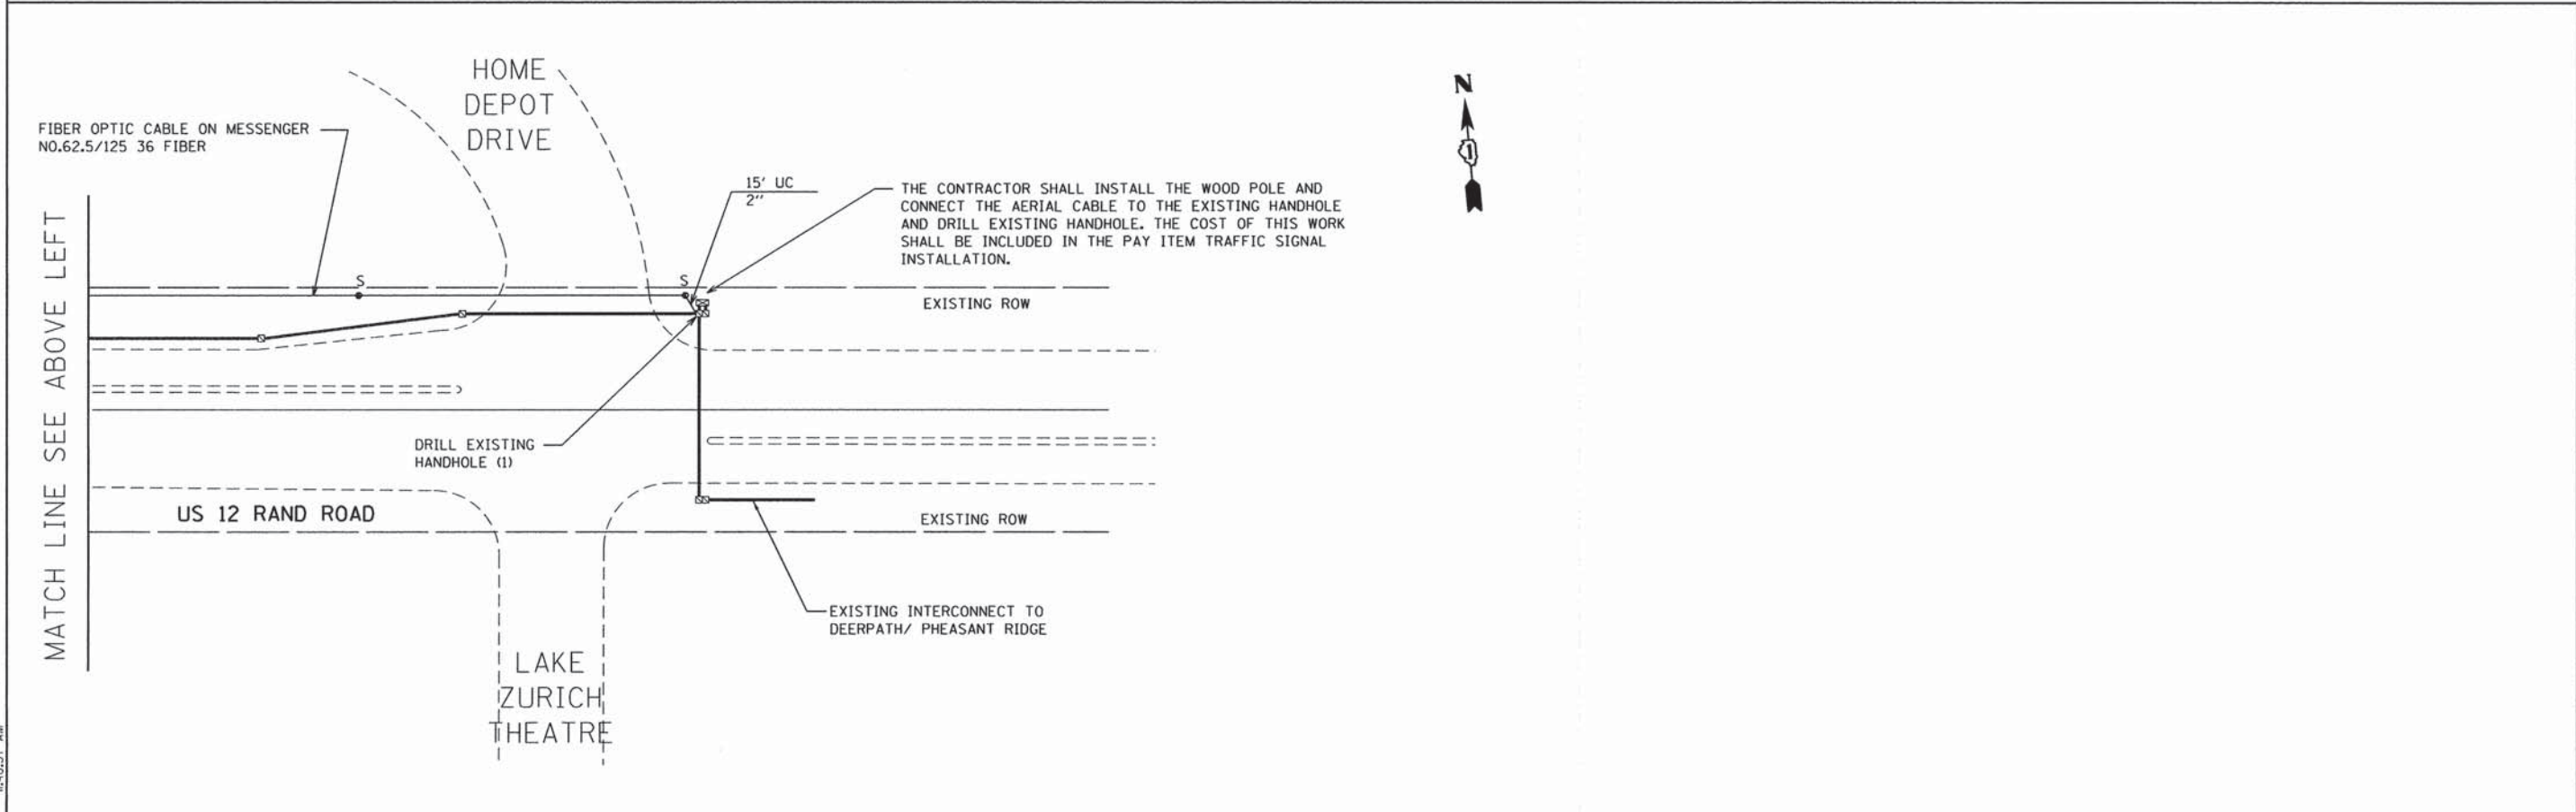 HOME
DEPOT
DRIVE
N
1
FIBER OPTIC CABLE ON MESSENGER
NO.62.5/125 36 FIBER
15' UC
2"
THE CONTRACTOR SHALL INSTALL THE WOOD POLE AND
CONNECT THE AERIAL CABLE TO THE EXISTING HANDHOLE
AND DRILL EXISTING HANDHOLE. THE COST OF THIS WORK
SHALL BE INCLUDED IN THE PAY ITEM TRAFFIC SIGNAL
INSTALLATION.
MATCH LINE SEE ABOVE LEFT
S
S
EXISTING ROW
DRILL EXISTING
HANDHOLE (1)
US 12 RAND ROAD
EXISTING ROW
EXISTING INTERCONNECT TO
DEERPATH/ PHEASANT RIDGE
LAKE
ZURICH
THEATRE